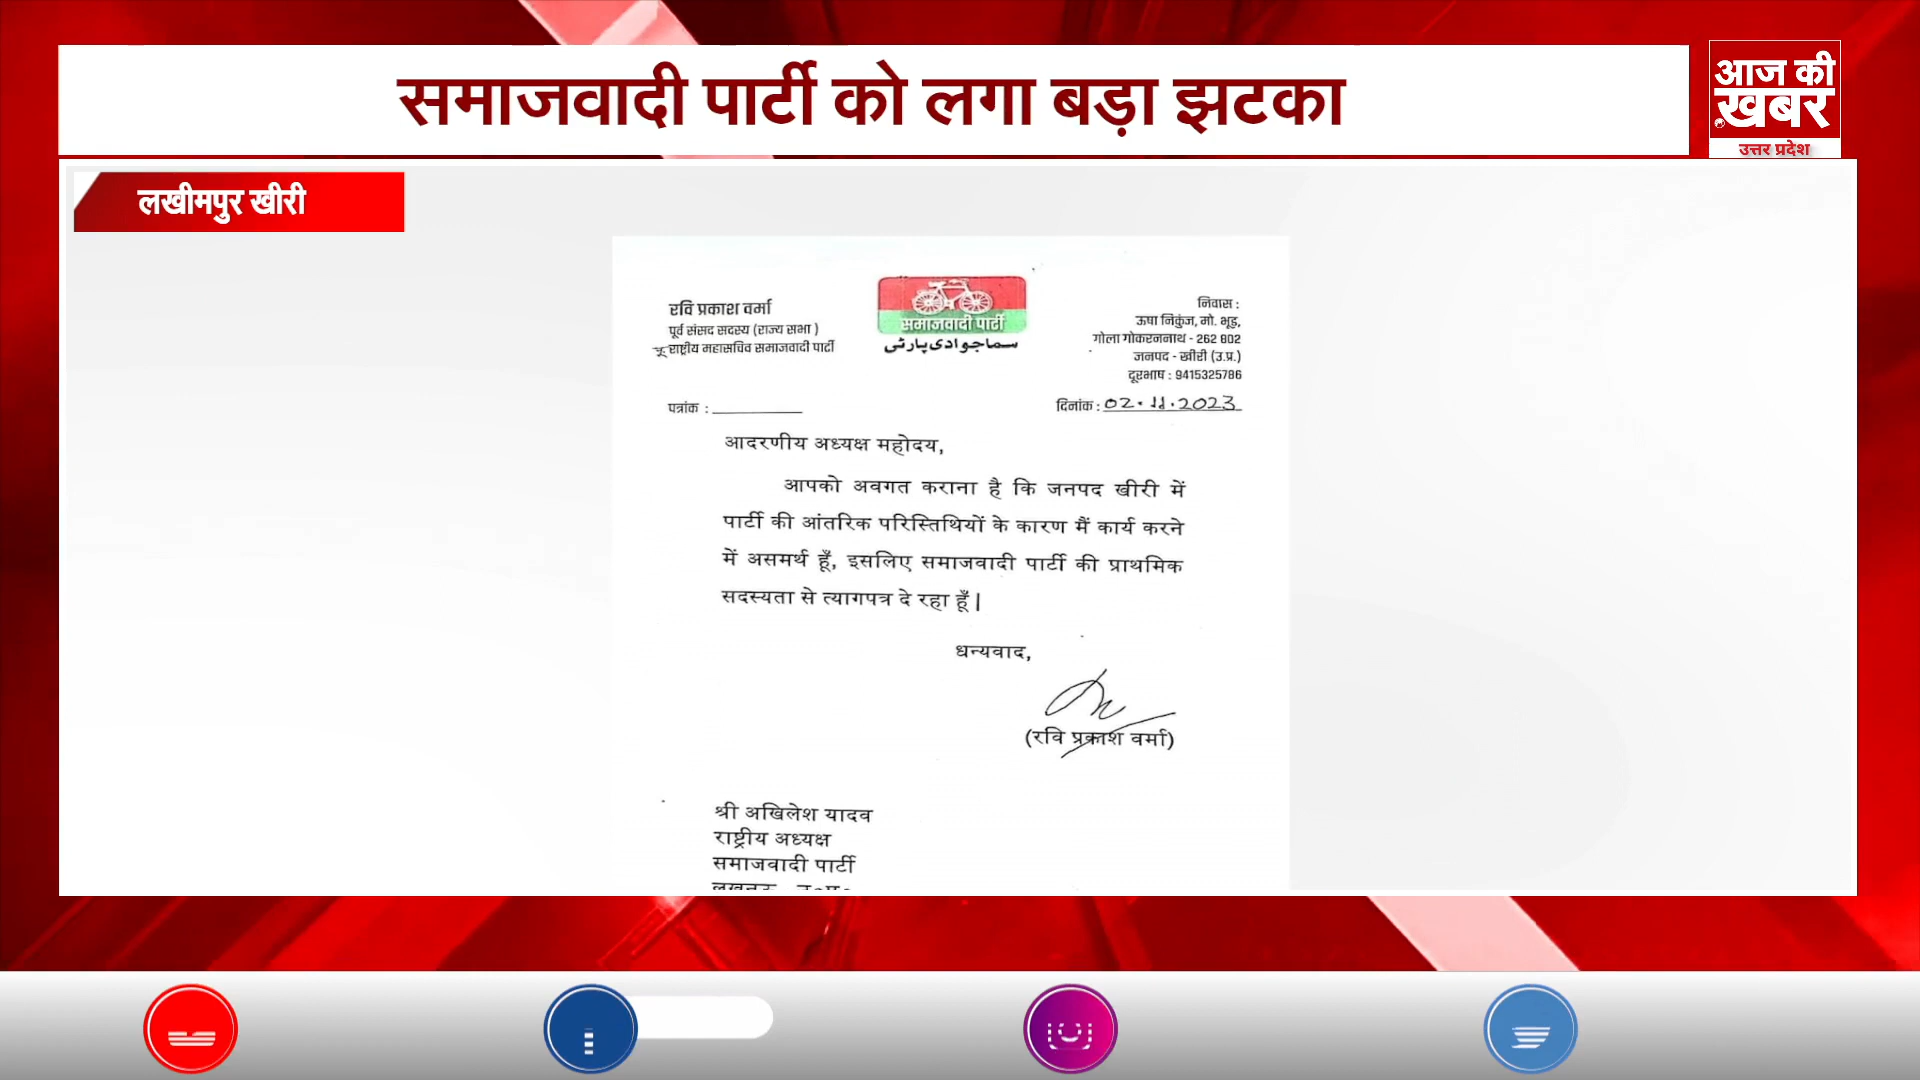 समाजवादी पार्टी को लगा बड़ा झटका
आज की
ख़बर
उत्तर प्रदेश
लखीमपुर खीरी
रवि प्रकाश वर्मा
पूर्व संसद सदस्य (राज्य सभा )
पू. राष्ट्रीय महासचिव समाजवादी पार्टी
समाजवादी पार्टी
سماجوادی پارٹی
निवास :
ऊषा निकुंज, मो. भूड़,
गोला गोकरननाथ - 262 802
जनपद - खीरी (उ.प्र.)
दूरभाष : 9415325786
पत्रांक :
दिनांक : 02.11.2023
आदरणीय अध्यक्ष महोदय,
आपको अवगत कराना है कि जनपद खीरी में
पार्टी की आंतरिक परिस्तिथियों के कारण मैं कार्य करने
में असमर्थ हूँ, इसलिए समाजवादी पार्टी की प्राथमिक
सदस्यता से त्यागपत्र दे रहा हूँ|
धन्यवाद,
(रवि प्रकाश वर्मा)
श्री अखिलेश यादव
राष्ट्रीय अध्यक्ष
समाजवादी पार्टी